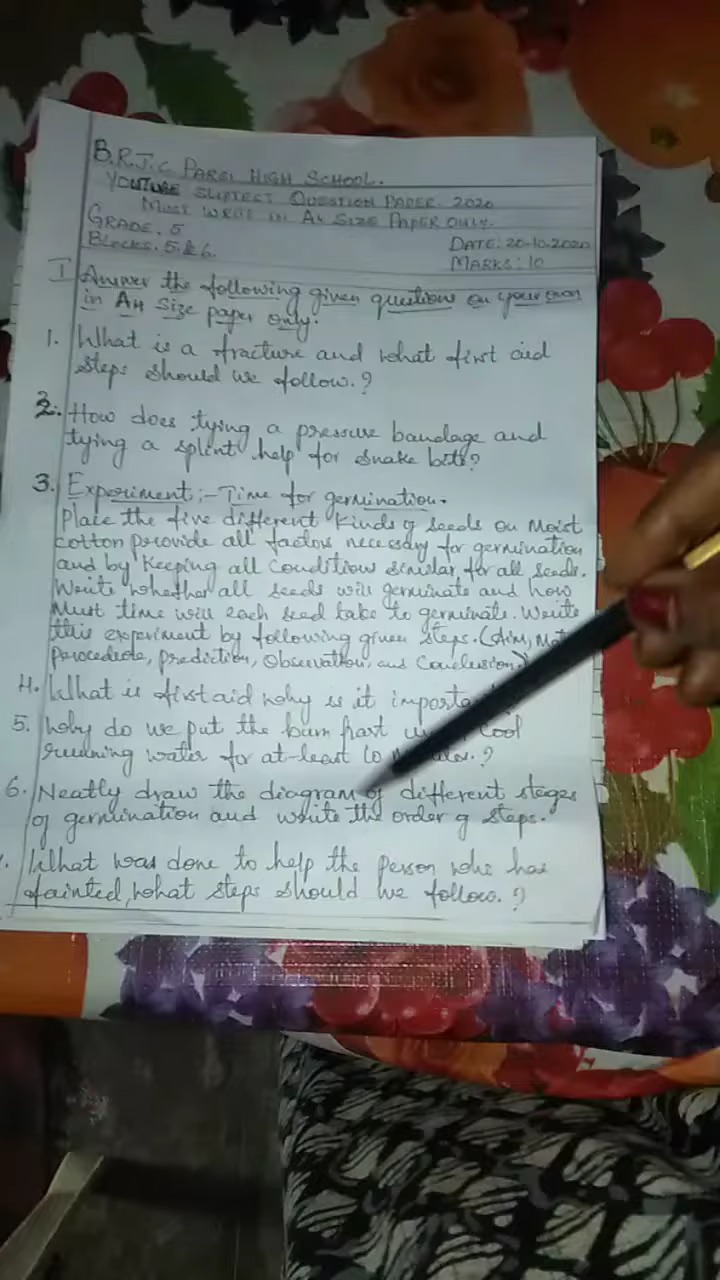 B.R.J.C PARSI HIGH SCHOOL.
YOUTUBE SLIPTEST QUESTION PAPER. 2020
MUST WRITE IN A4 SIZE PAPER ONLY.
GRADE. 5
DATE: 20-10-2020
Blocks. 5 & 6.
MARKS: 10
I Answer the following given questions on your own
in A4 size paper only.
1. What is a fracture and what first aid
steps should we follow.?
2. How does tying a pressure bandage and
tying a splint help for snake bite?
3. Experiment:- Time for germination.
Place the five different kinds of seeds on moist
cotton provide all factors necessary for germination
and by keeping all conditions similar for all seeds.
Write whether all seeds will germinate and how
Must time will each seed take to germinate. Write
this experiment by following given steps. (Aim, Mat
Procedure, prediction, Observation, and Conclusion.)
4. What is first aid why is it importa
5. Why do we put the burn part cool
running water for at-least 10 ?
6. Neatly draw the diagram of different stages
of germination and write the order of steps.
. What was done to help the person who has
fainted, what steps should we follow.?